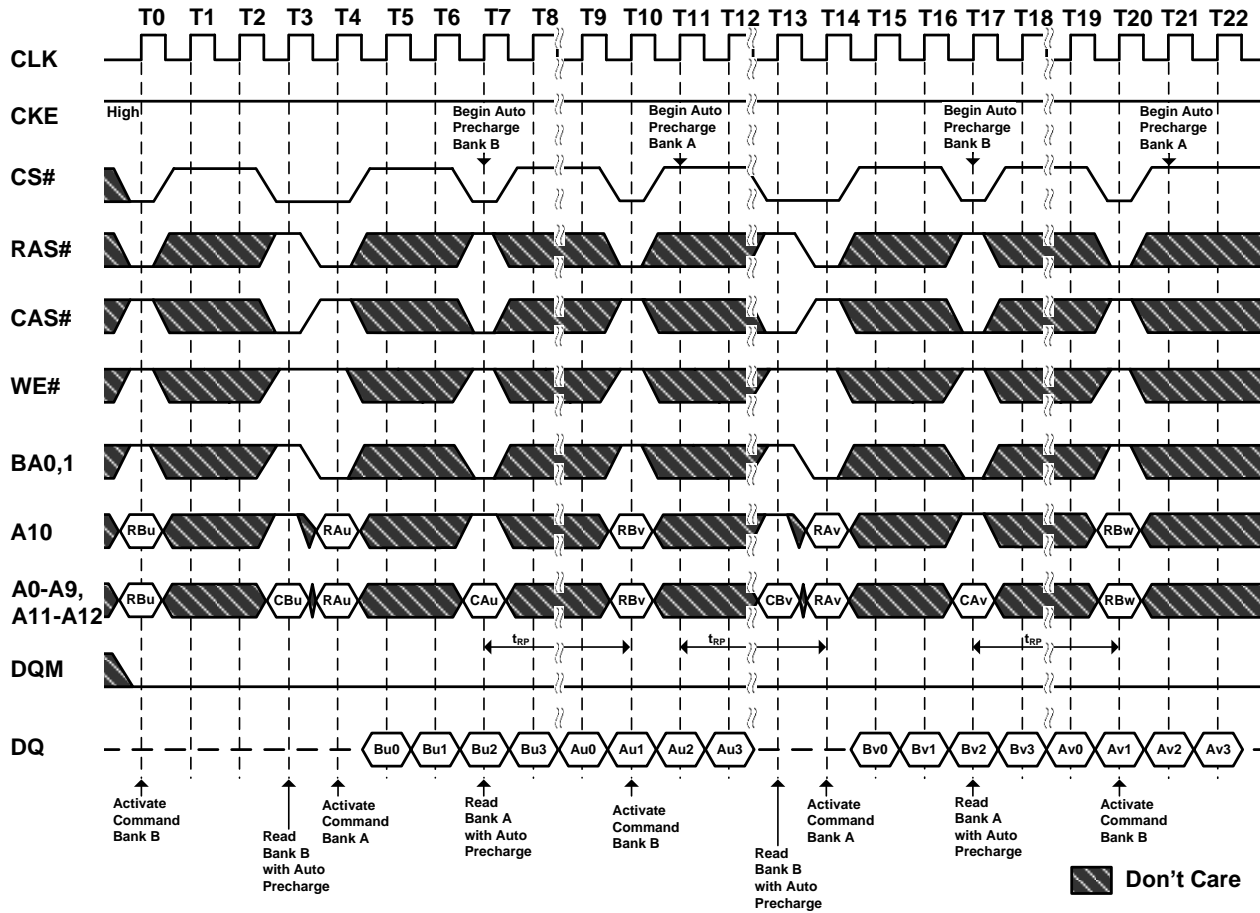 T0 T1 T2 T3 T4 T5 T6 T7 T8 T9 T10 T11 T12 T13 T14 T15 T16 T17 T18 T19 T20 T21 T22
CLK
CKE
High
Begin Auto
Precharge
Bank B
Begin Auto
Precharge
Bank A
Begin Auto
Precharge
Bank B
Begin Auto
Precharge
Bank A
CS#
RAS#
CAS#
WE#
BA0,1
A10
RBu RAu RBv RAv RBw
A0-A9,
A11-A12
RBu CBu RAu CAu RBv CBv RAv CAv RBw
tRP tRP tRP
DQM
DQ
Bu0 Bu1 Bu2 Bu3 Au0 Au1 Au2 Au3 Bv0 Bv1 Bv2 Bv3 Av0 Av1 Av2 Av3
Activate
Command
Bank B
Read
Bank B
with Auto
Precharge
Activate
Command
Bank A
Read
Bank A
with Auto
Precharge
Activate
Command
Bank B
Read
Bank B
with Auto
Precharge
Activate
Command
Bank A
Read
Bank A
with Auto
Precharge
Activate
Command
Bank B
Don't Care